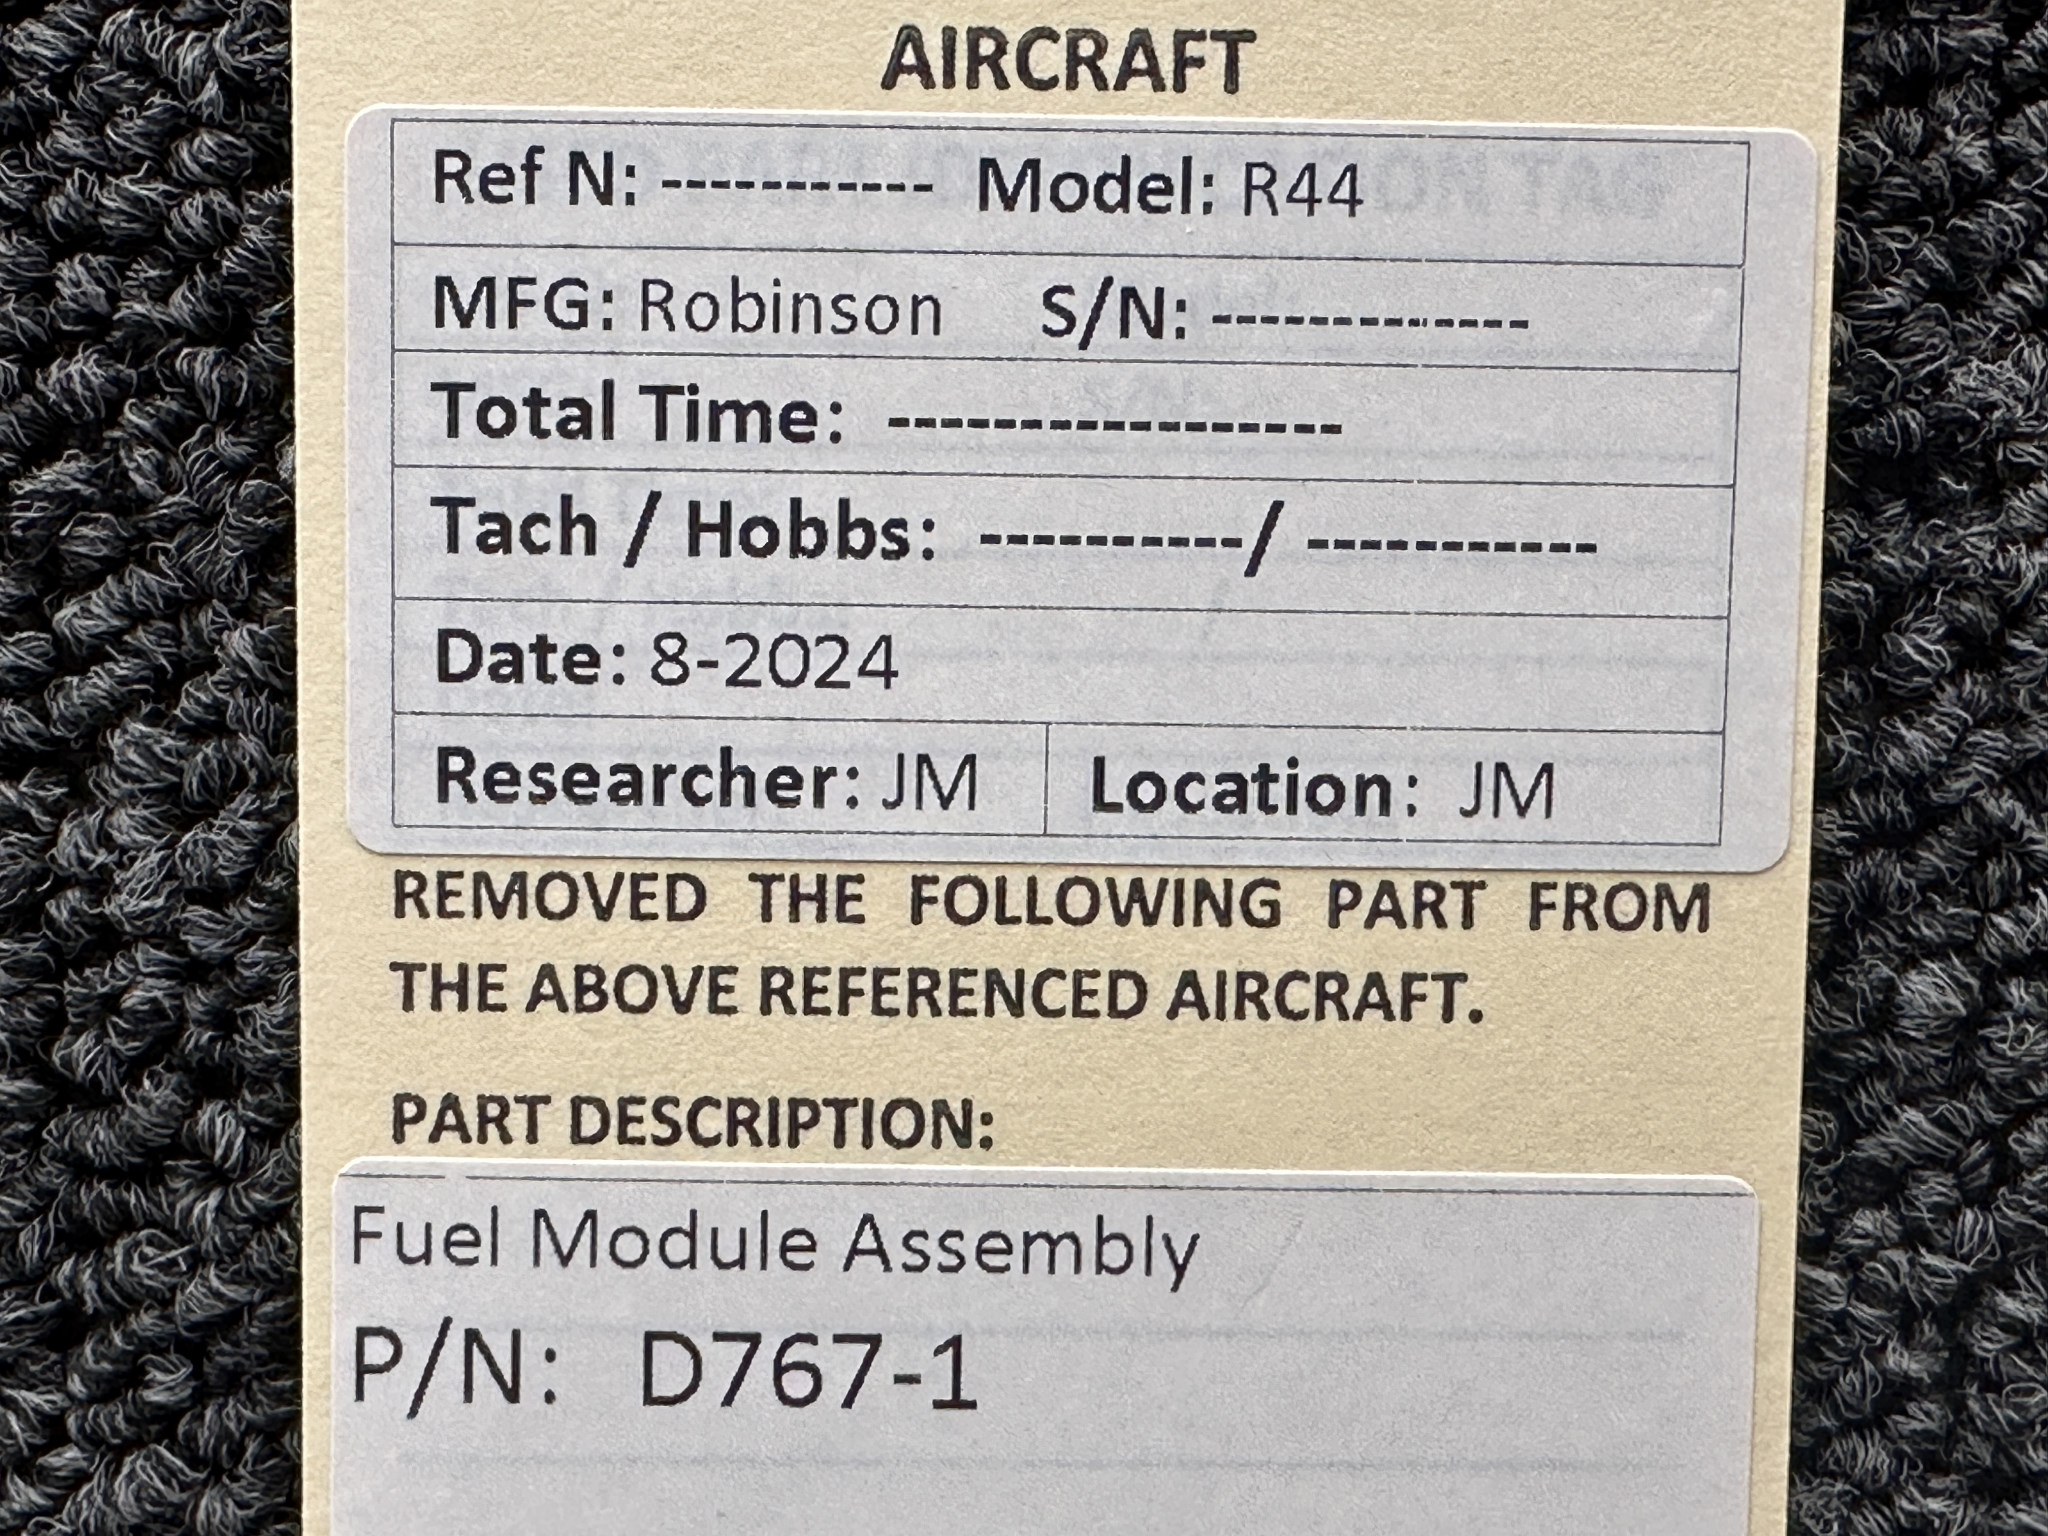 AIRCRAFT
Ref N: ----------- Model: R44
MFG: Robinson S/N: -------------
Total Time: -----------------
Tach / Hobbs: ----------/ -----------
Date: 8-2024
Researcher: JM Location: JM
REMOVED THE FOLLOWING PART FROM
THE ABOVE REFERENCED AIRCRAFT.
PART DESCRIPTION:
Fuel Module Assembly
P/N: D767-1